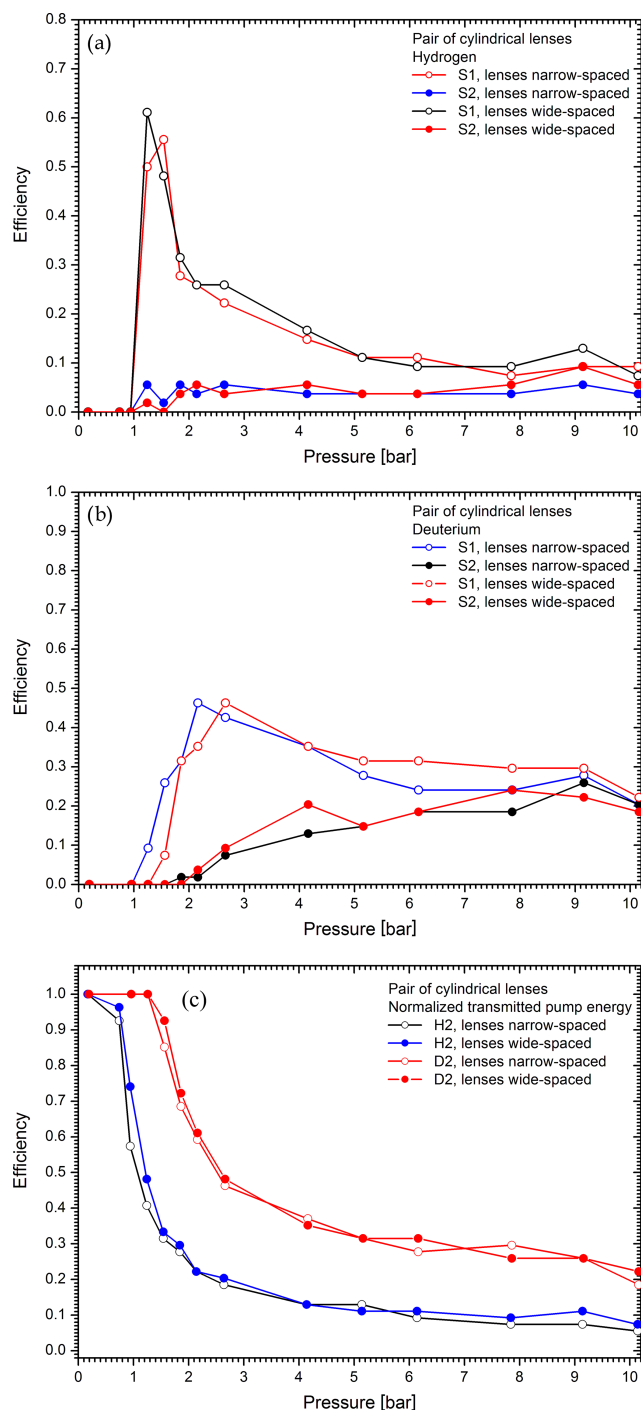 (a)
Pair of cylindrical lenses
Hydrogen
S1, lenses narrow-spaced
S2, lenses narrow-spaced
S1, lenses wide-spaced
S2, lenses wide-spaced
0.8
0.7
0.6
0.5
0.4
0.3
0.2
0.1
0.0
Efficiency
0 1 2 3 4 5 6 7 8 9 10
Pressure [bar]
(b)
Pair of cylindrical lenses
Deuterium
S1, lenses narrow-spaced
S2, lenses narrow-spaced
S1, lenses wide-spaced
S2, lenses wide-spaced
1.0
0.9
0.8
0.7
0.6
0.5
0.4
0.3
0.2
0.1
0.0
Efficiency
0 1 2 3 4 5 6 7 8 9 10
Pressure [bar]
(c)
Pair of cylindrical lenses
Normalized transmitted pump energy
H2, lenses narrow-spaced
H2, lenses wide-spaced
D2, lenses narrow-spaced
D2, lenses wide-spaced
1.0
0.9
0.8
0.7
0.6
0.5
0.4
0.3
0.2
0.1
0.0
Efficiency
0 1 2 3 4 5 6 7 8 9 10
Pressure [bar]